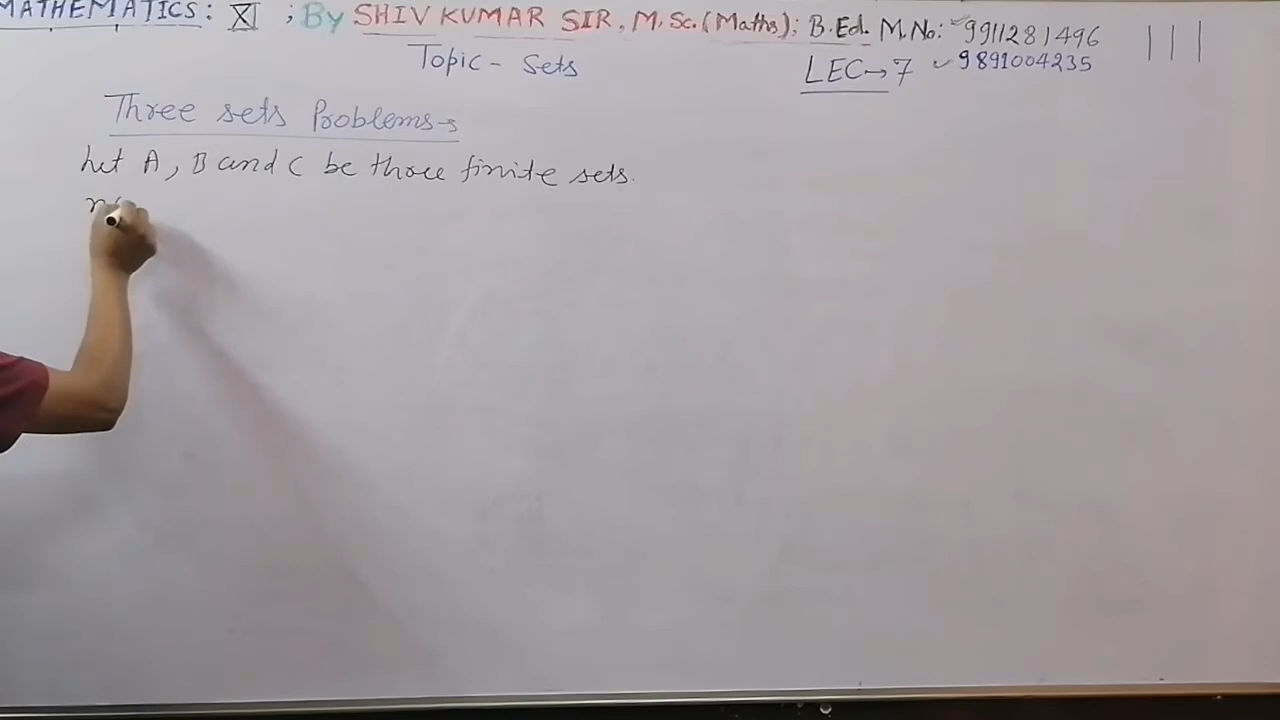 MATHEMATICS: XI ; By SHIV KUMAR SIR, M.Sc.(Maths); B.Ed. M.No: 9911281496
9891004235
Topic - Sets
LEC→7
Three sets Problems→
Let A, B and C be three finite sets.
n(